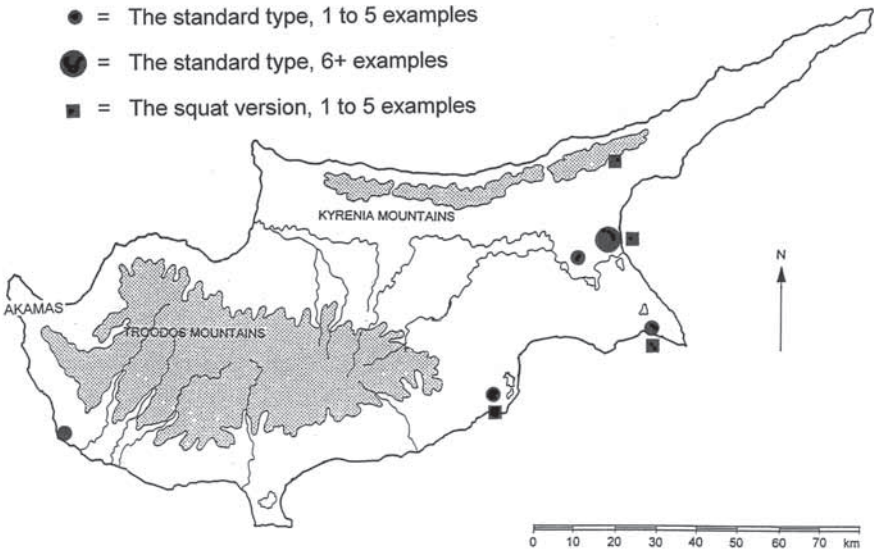 = The standard type, 1 to 5 examples
= The standard type, 6+ examples
= The squat version, 1 to 5 examples
KYRENIA MOUNTAINS
N
AKAMAS
TROODOS MOUNTAINS
0 10 20 30 40 50 60 70 km